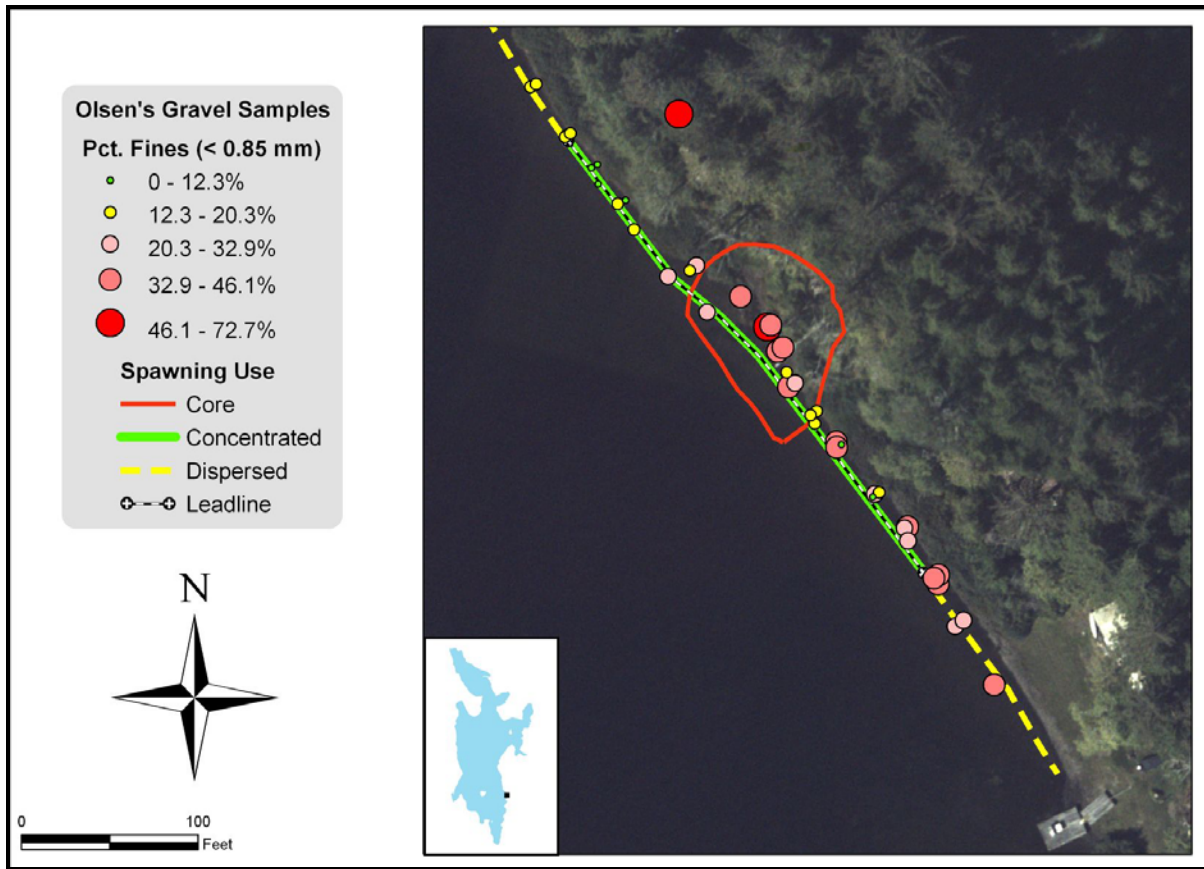 Olsen's Gravel Samples
Pct. Fines (< 0.85 mm)
0 - 12.3%
12.3 - 20.3%
20.3 - 32.9%
32.9 - 46.1%
46.1 - 72.7%
Spawning Use
Core
Concentrated
Dispersed
Leadline
N
0 100
Feet